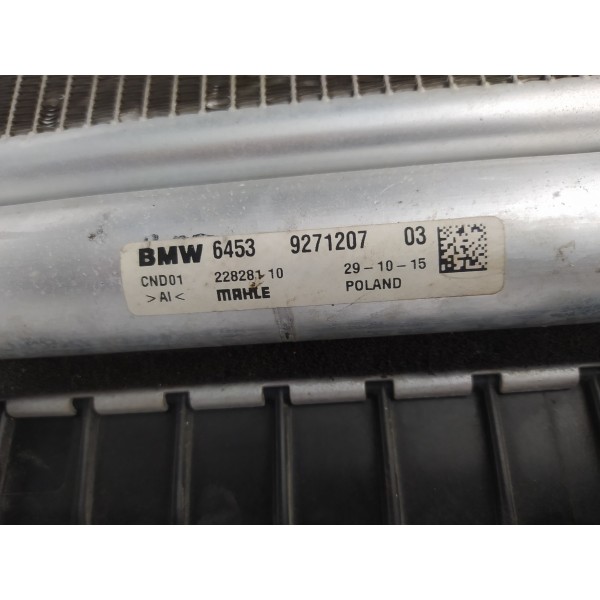 BMW 6453 9271207 03
CND01 228281 10 29-10-15
>Al< MAHLE POLAND